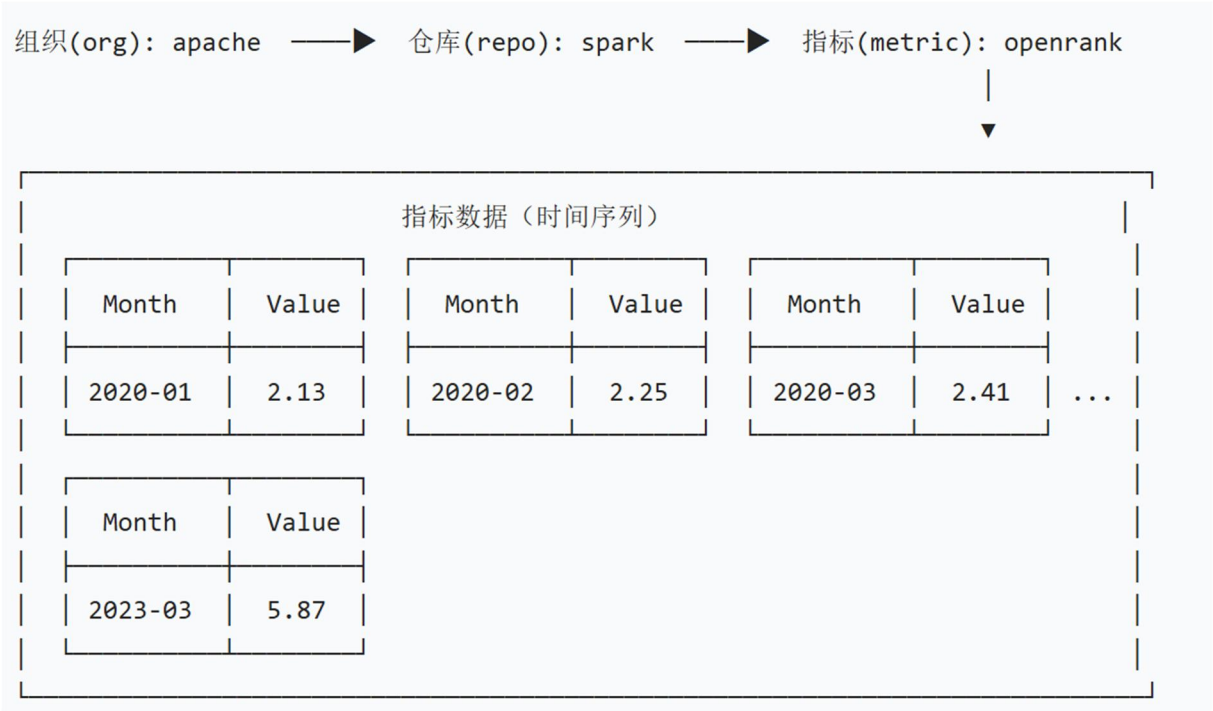 组织(org): apache ────▶ 仓库(repo): spark ────▶ 指标(metric): openrank
指标数据（时间序列）
Month Value Month Value Month Value
2020-01 2.13 2020-02 2.25 2020-03 2.41 ...
Month Value
2023-03 5.87